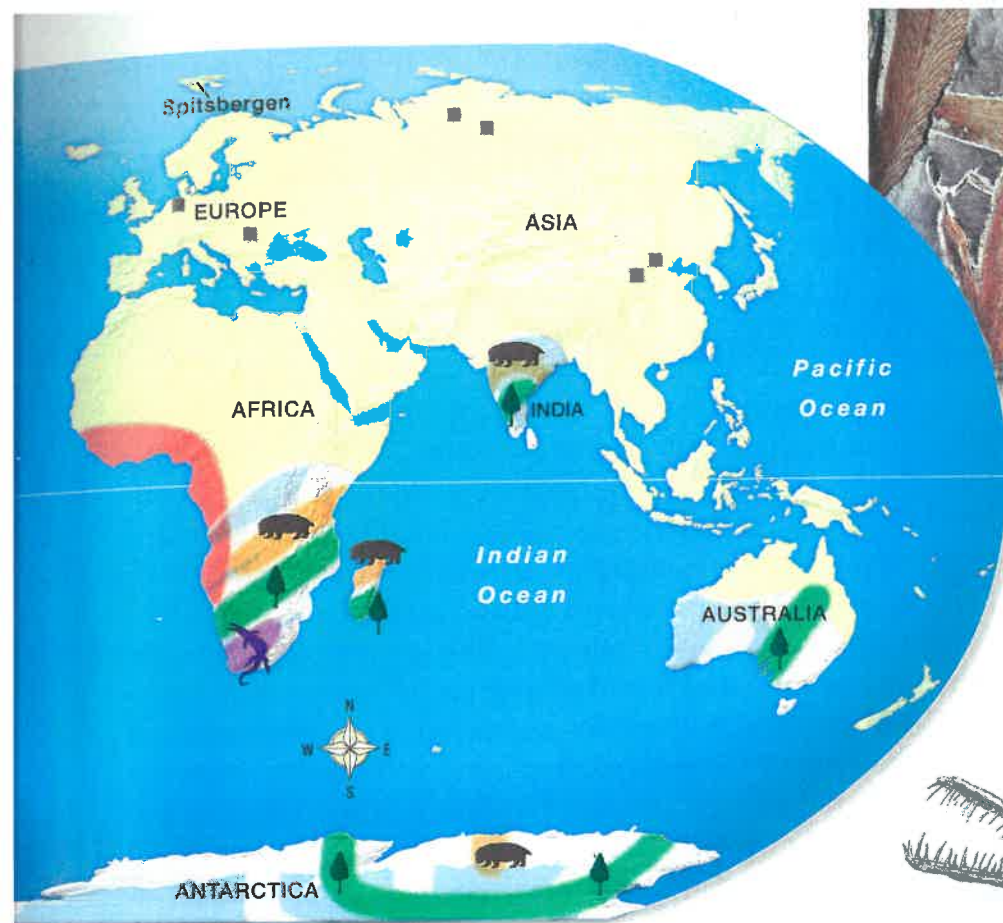 Spitsbergen
EUROPE
ASIA
Pacific
Ocean
AFRICA
INDIA
Indian
Ocean
AUSTRALIA
N
W E
S
ANTARCTICA